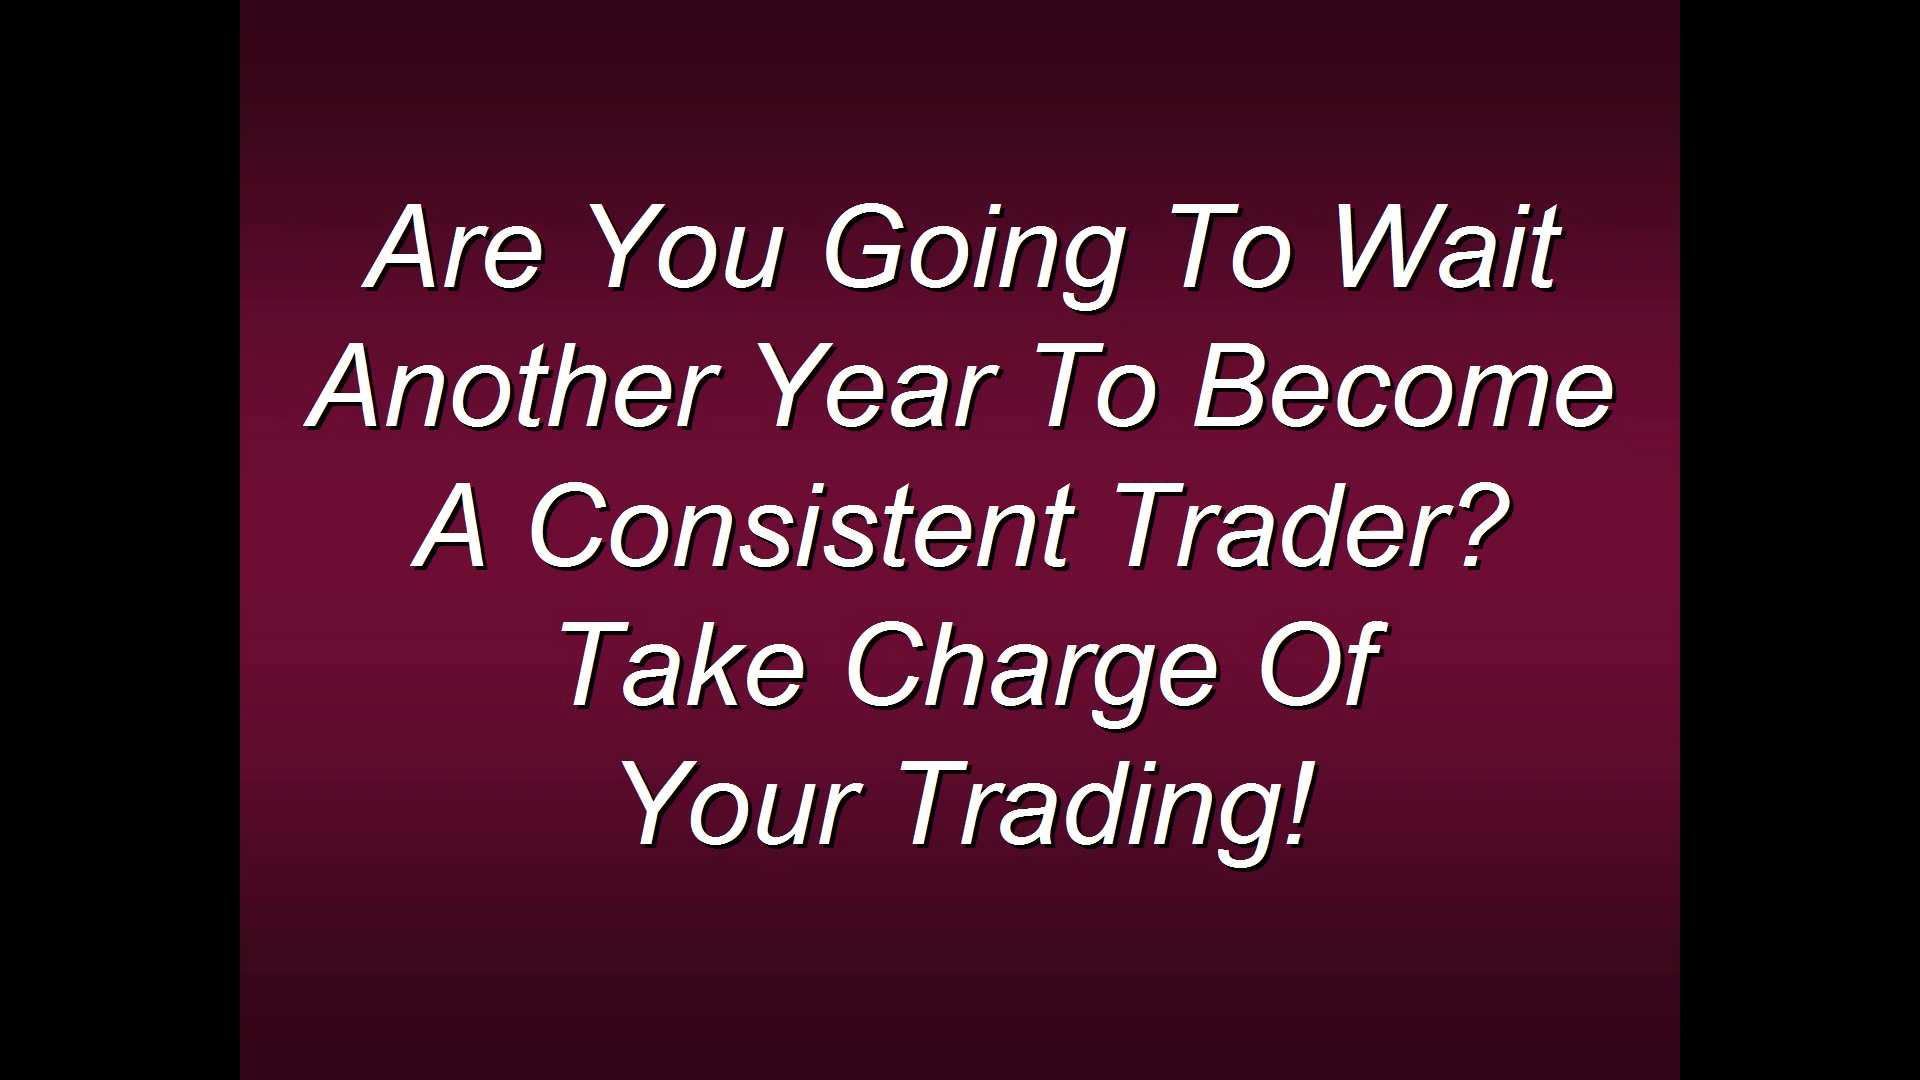 Are You Going To Wait
Another Year To Become
A Consistent Trader?
Take Charge Of
Your Trading!